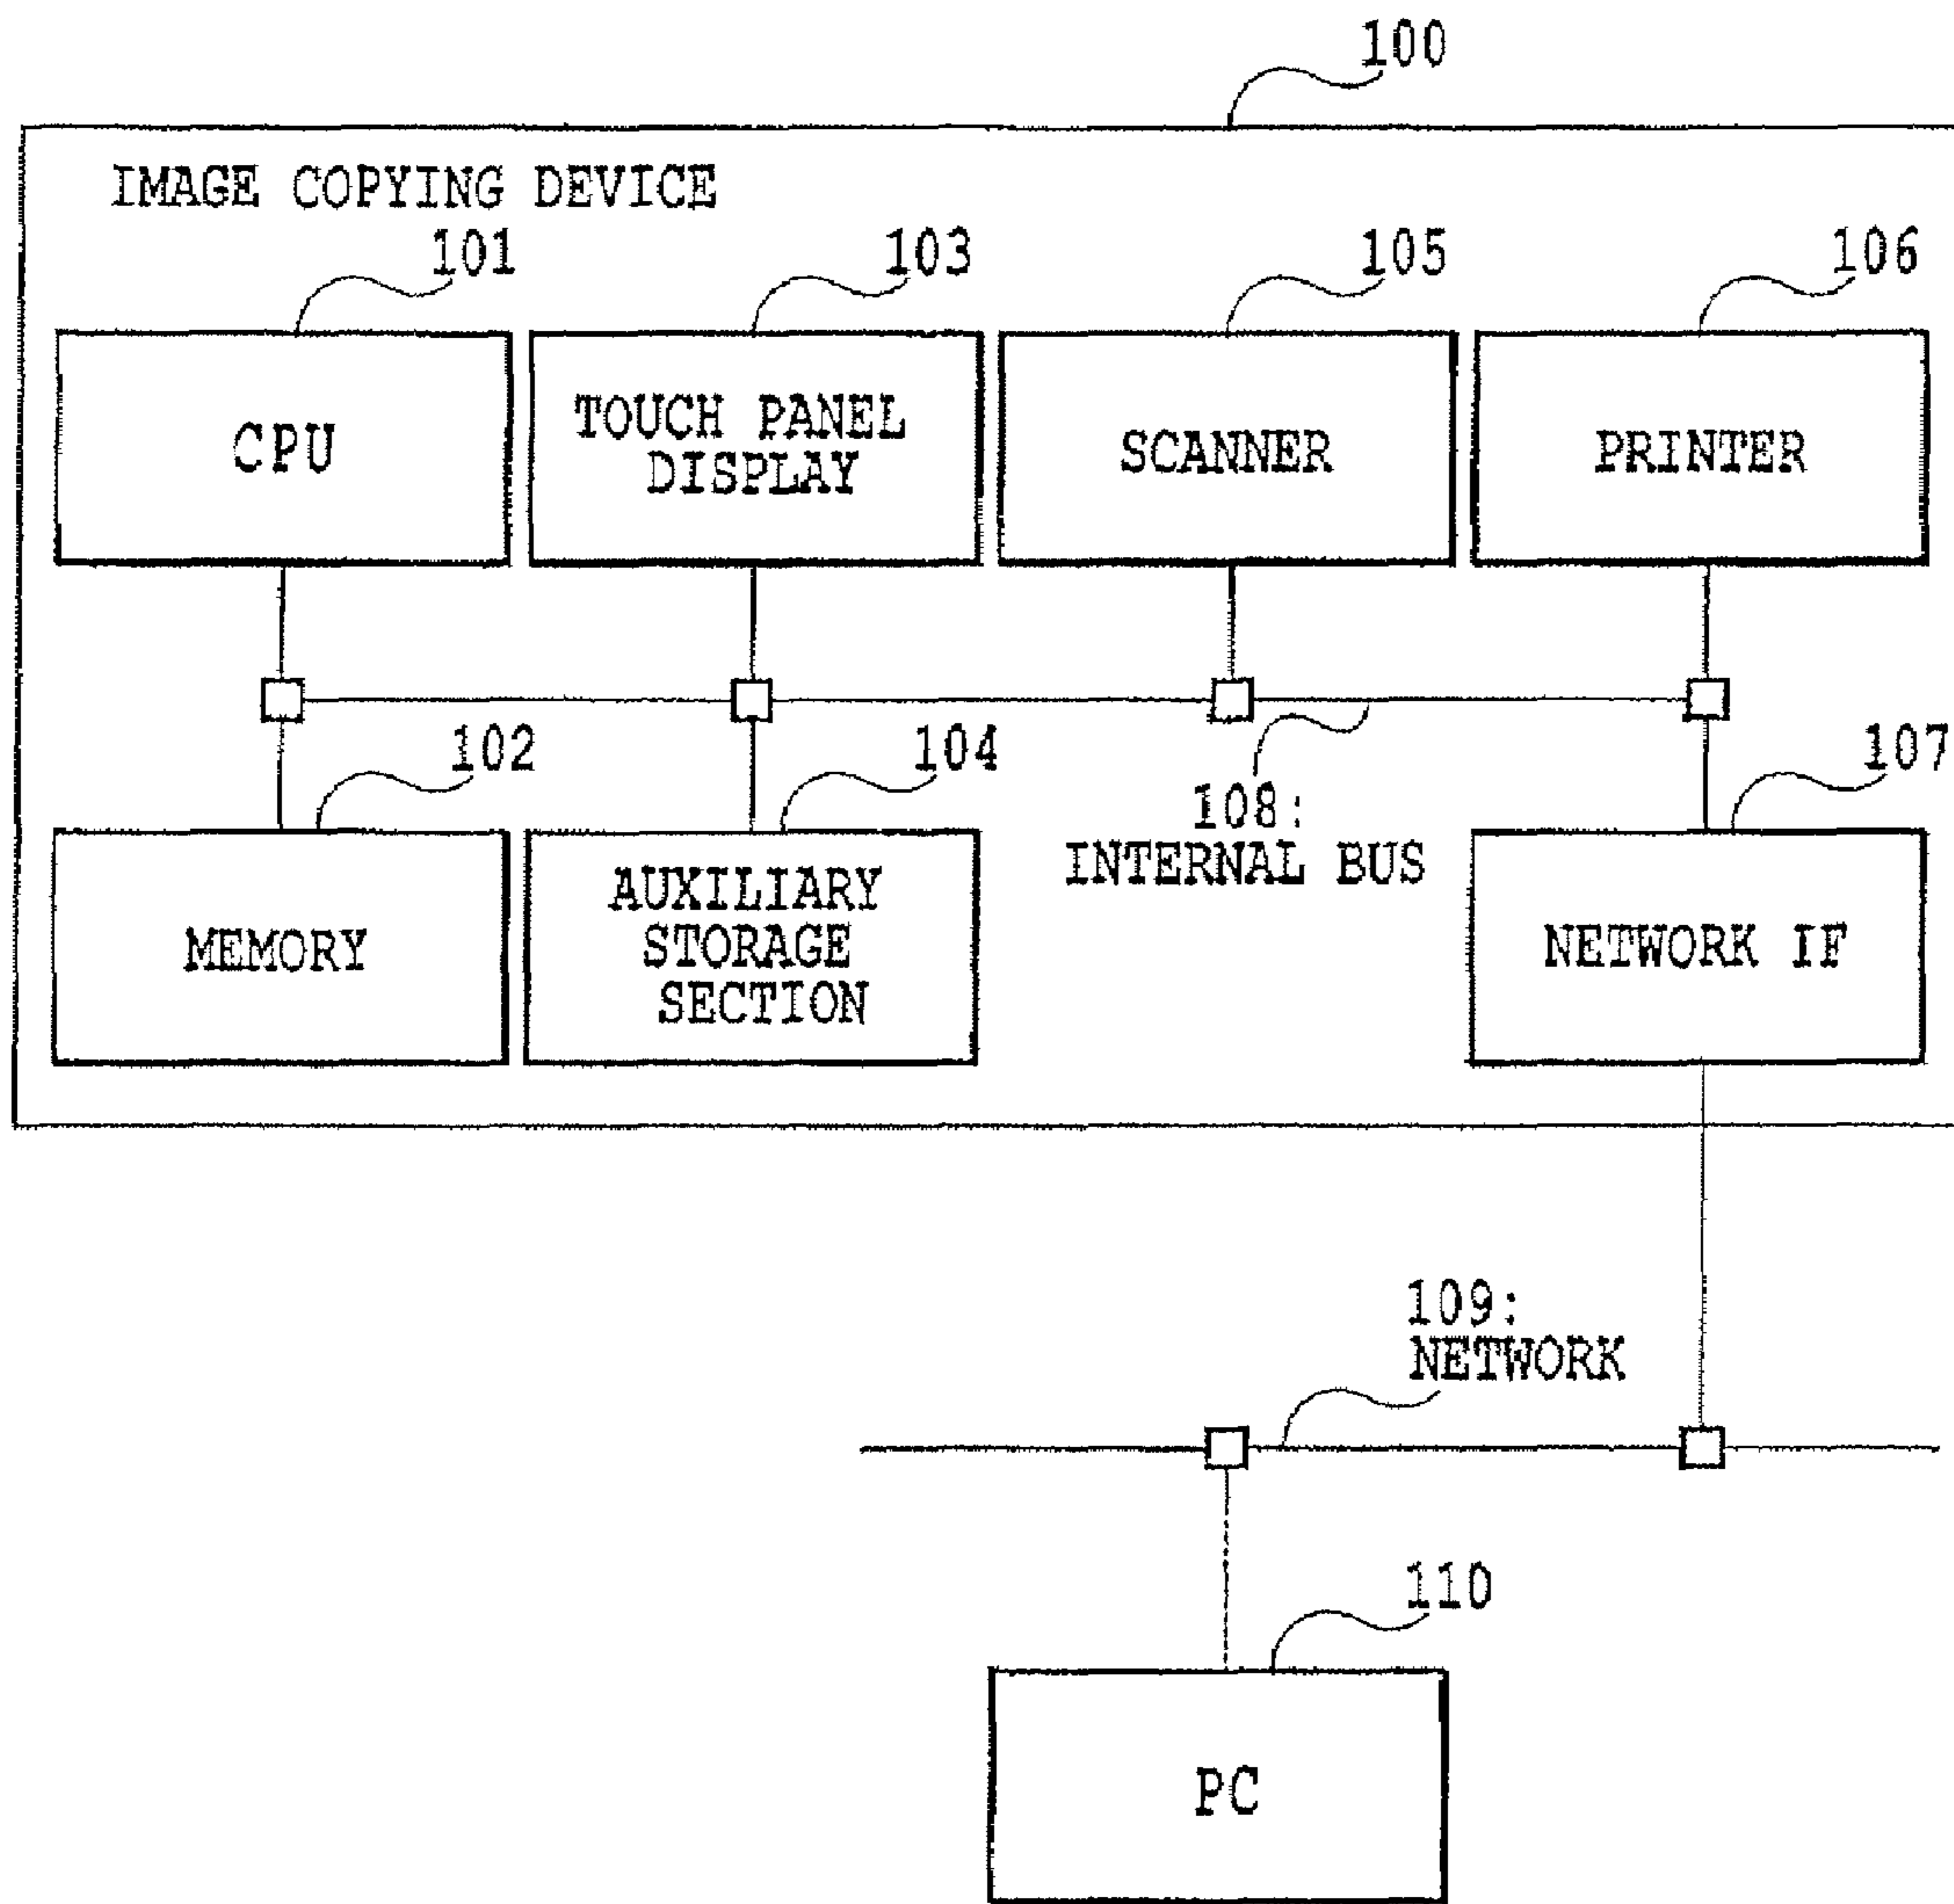 100
IMAGE COPYING DEVICE
101
103
105
106
CPU
TOUCH PANEL
DISPLAY
SCANNER
PRINTER
102
104
107
108:
INTERNAL BUS
MEMORY
AUXILIARY
STORAGE
SECTION
NETWORK IF
109:
NETWORK
110
PC